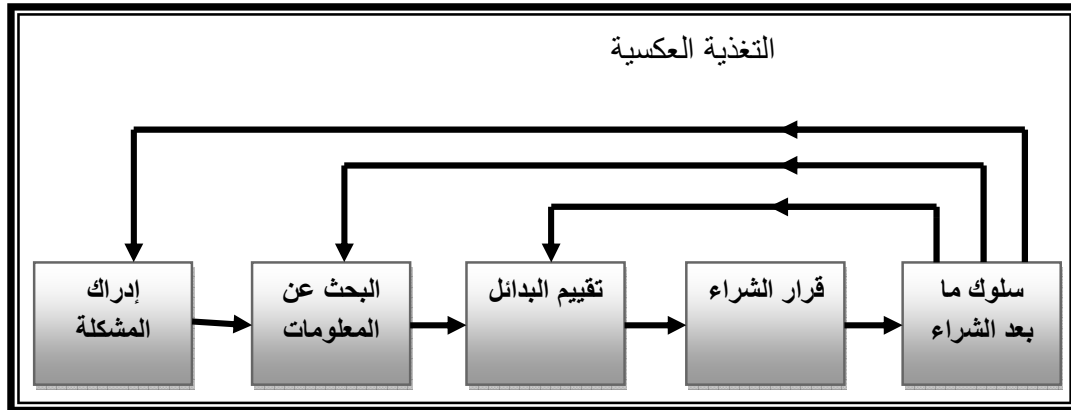 التغذية العكسية
إدراك
المشكلة
البحث عن
المعلومات
تقييم البدائل
قرار الشراء
سلوك ما
بعد الشراء